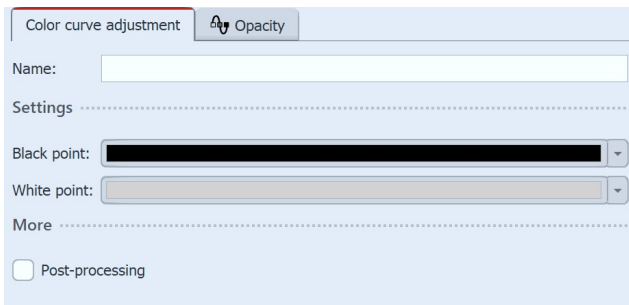 Color curve adjustment
Opacity
Name:
Settings
Black point:
White point:
More
Post-processing